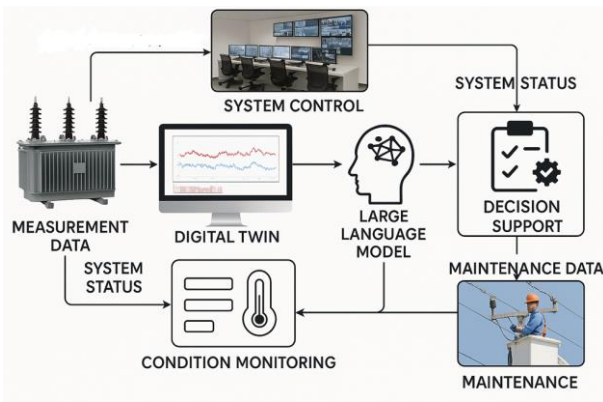 SYSTEM CONTROL
SYSTEM STATUS
MEASUREMENT
DATA
DIGITAL TWIN
LARGE
LANGUAGE
MODEL
DECISION
SUPPORT
SYSTEM
STATUS
MAINTENANCE DATA
CONDITION MONITORING
MAINTENANCE